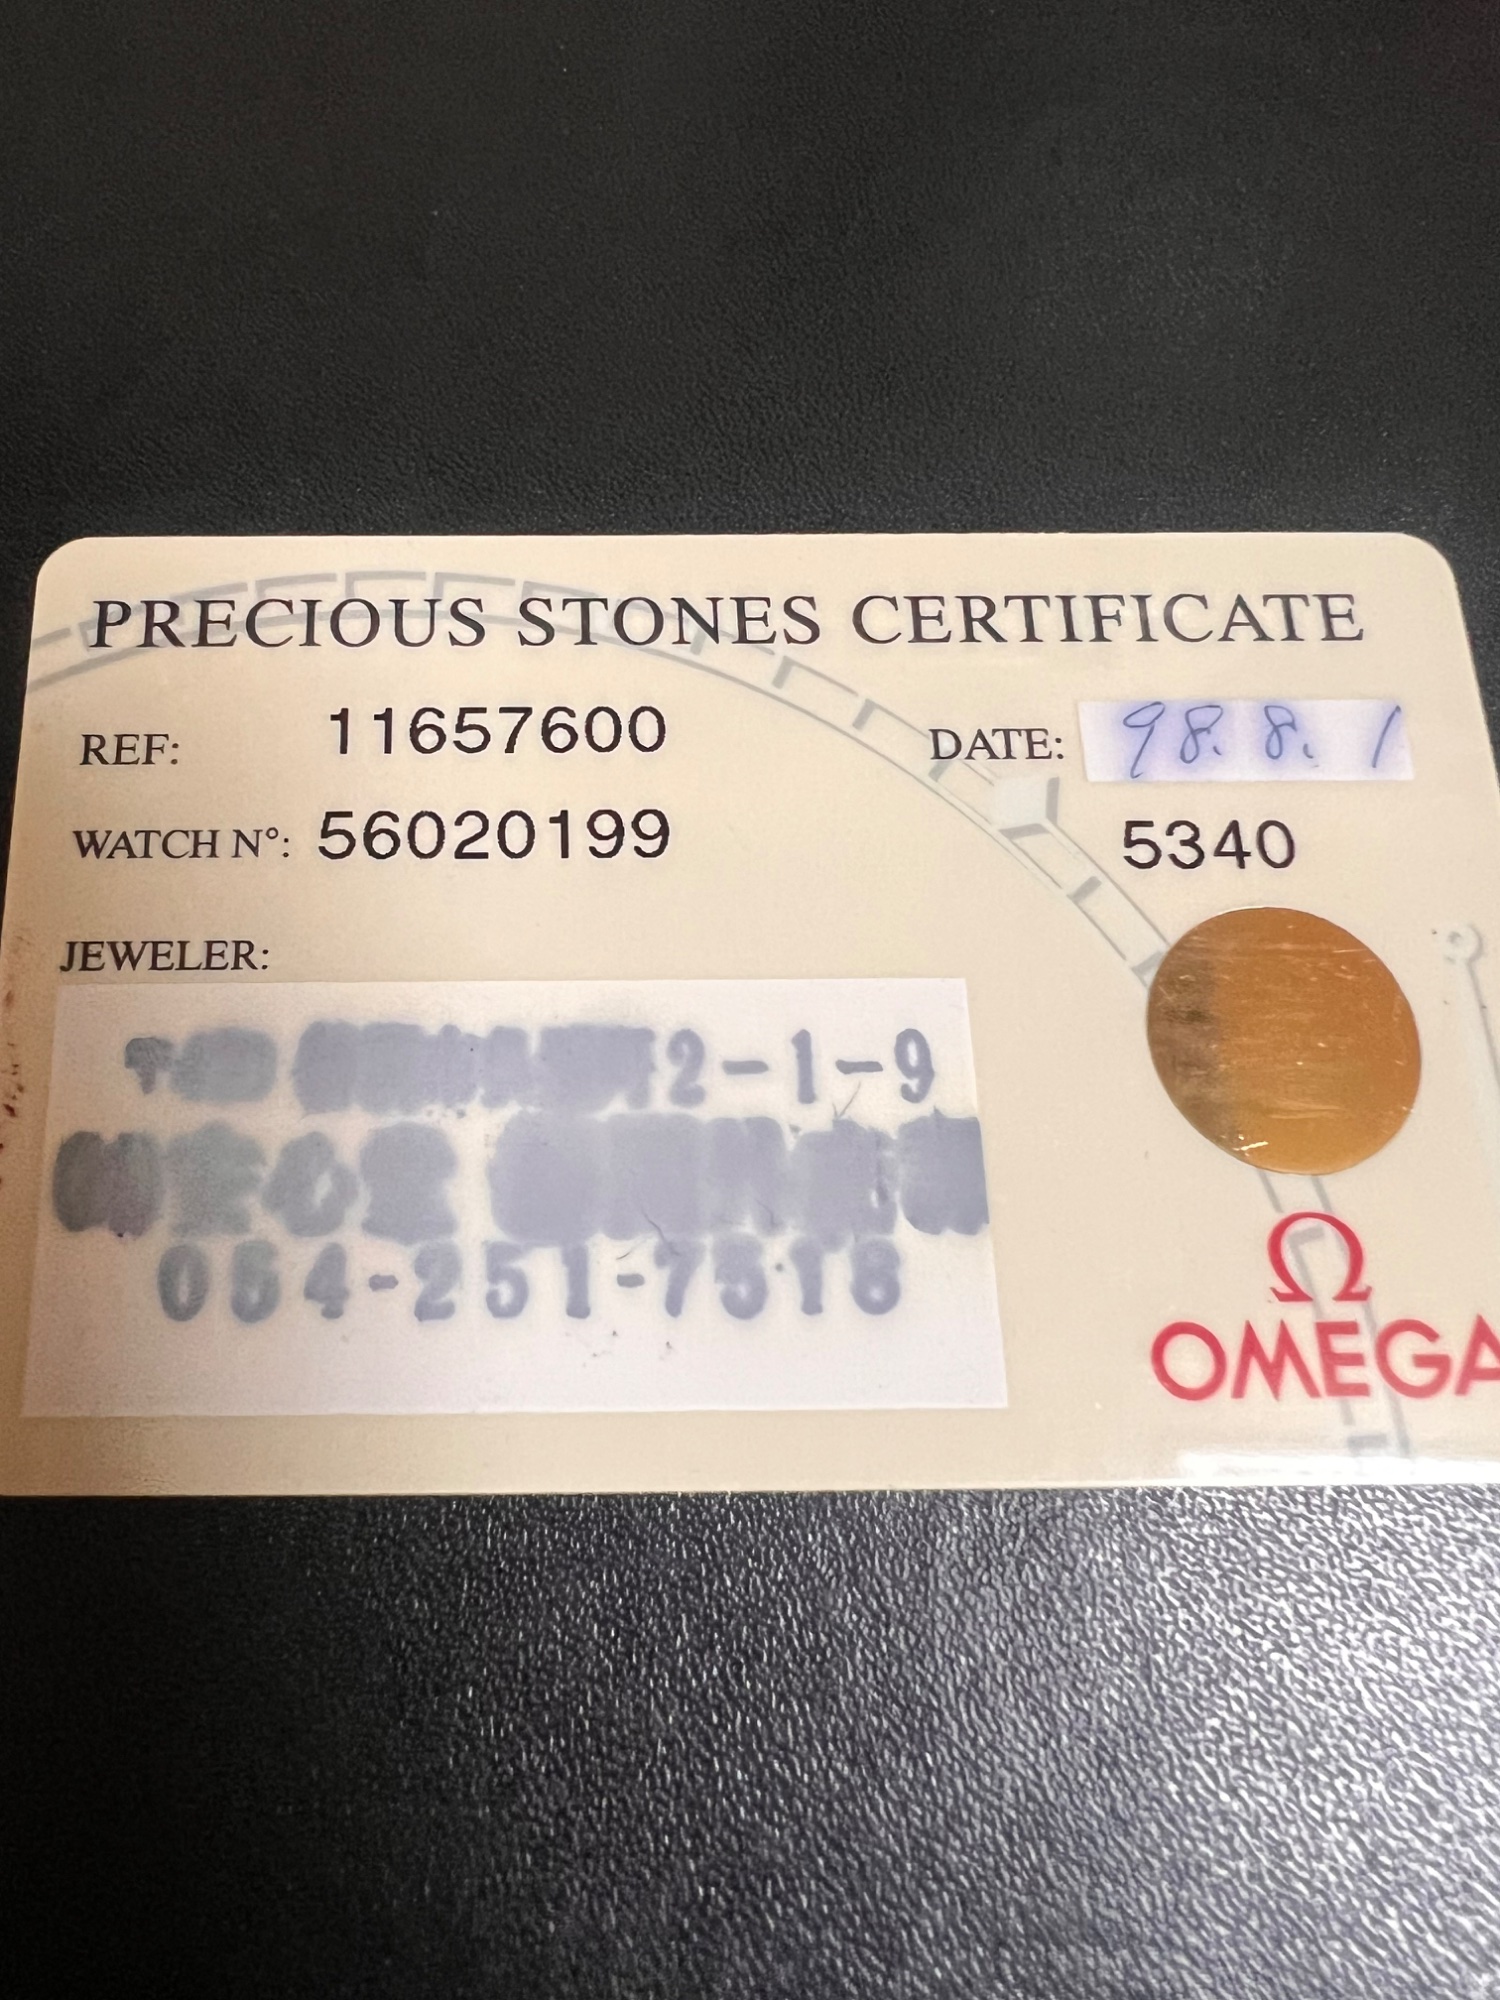 PRECIOUS STONES CERTIFICATE
REF: 11657600 DATE: 98. 8. 1
WATCH N°: 56020199 5340
JEWELER:
2-1-9
054-251-7518
Ω
OMEGA